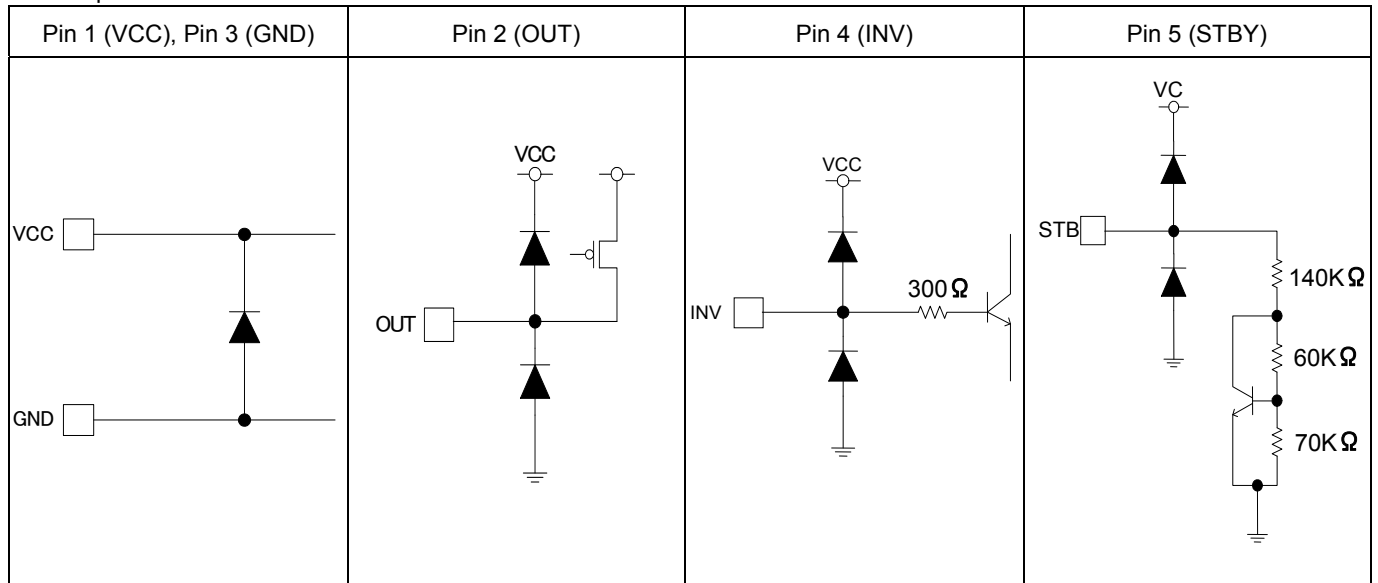 Pin 1 (VCC), Pin 3 (GND)
Pin 2 (OUT)
Pin 4 (INV)
Pin 5 (STBY)
VCC
GND
VCC
OUT
VCC
INV
300Ω
VC
STB
140KΩ
60KΩ
70KΩ